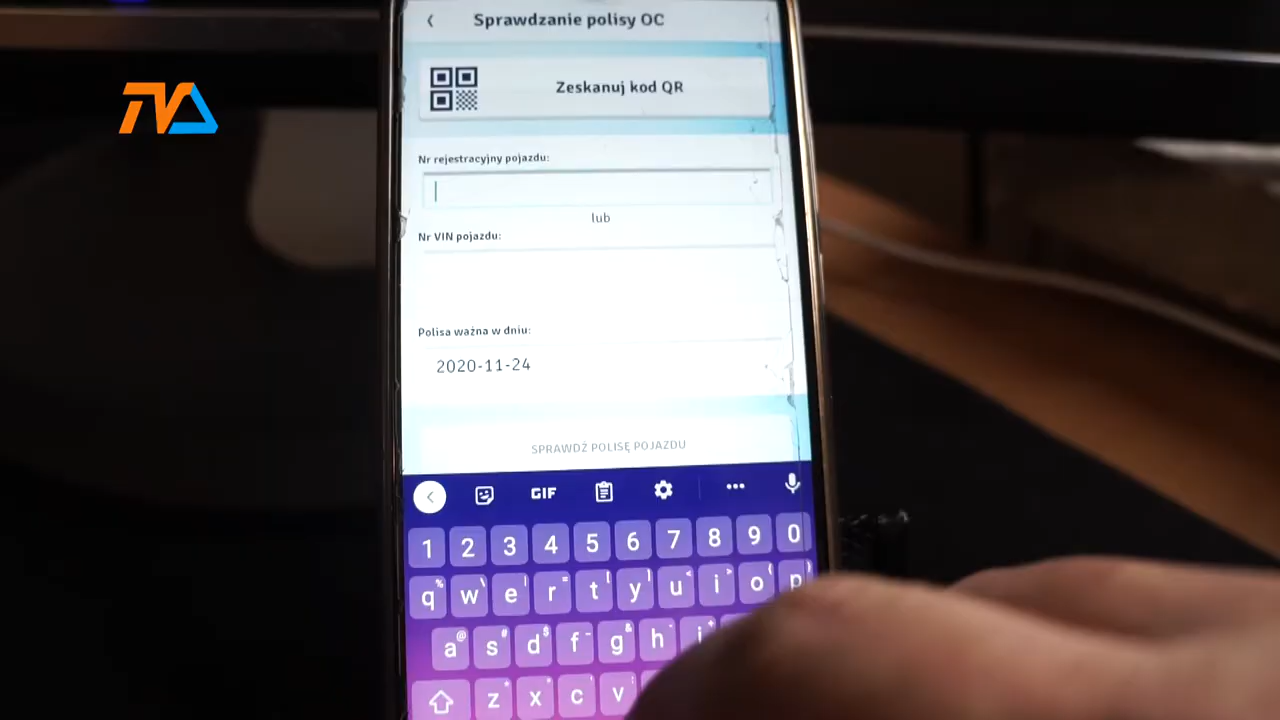 Sprawdzanie polisy OC
TVA
Zeskanuj kod QR
Nr rejestracyjny pojazdu:
lub
Nr VIN pojazdu:
Polisa ważna w dniu:
2020-11-24
SPRAWDŹ POLISĘ POJAZDU
GIF
1 2 3 4 5 6 7 8 9 0
q w e r t y u i o p
a s d f g h j
z x c v